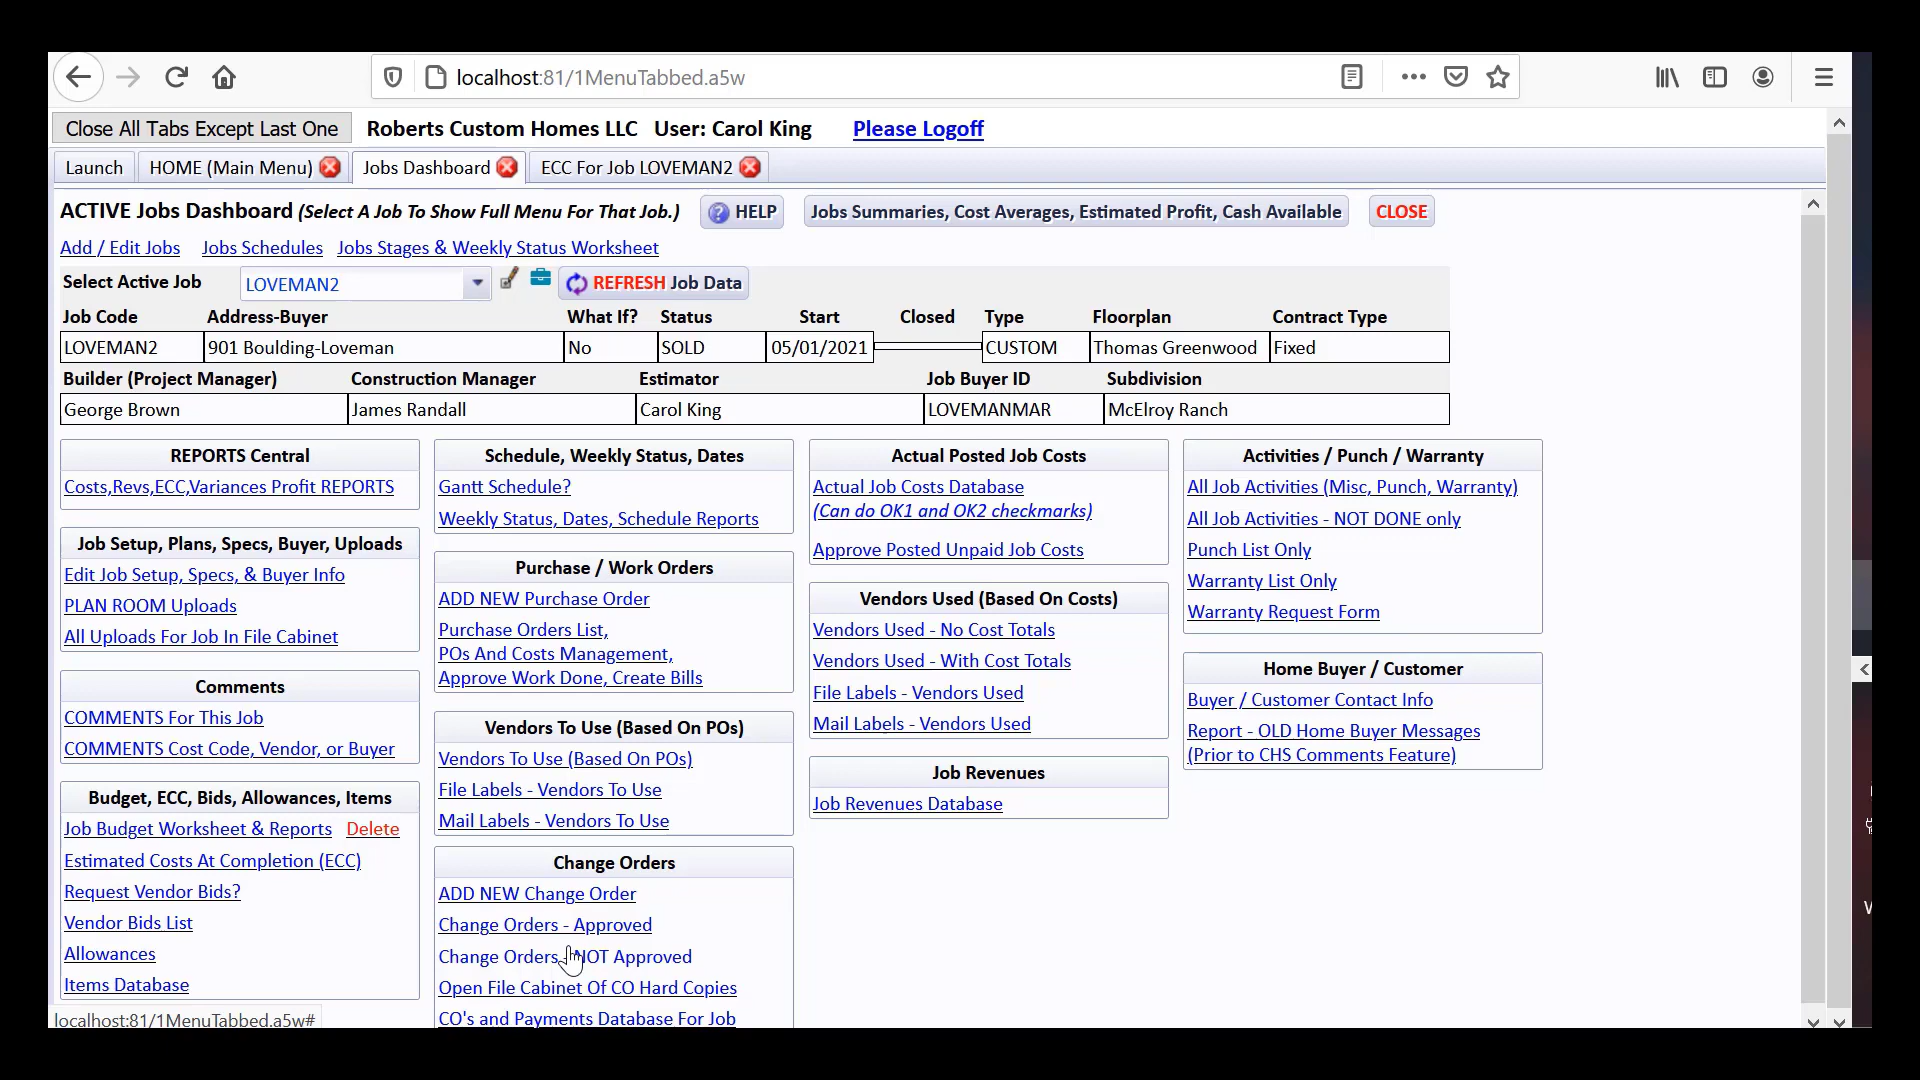 localhost:81/1MenuTabbed.a5w
Close All Tabs Except Last One Roberts Custom Homes LLC User: Carol King Please Logoff
Launch HOME (Main Menu) Jobs Dashboard ECC For Job LOVEMAN2
ACTIVE Jobs Dashboard (Select A Job To Show Full Menu For That Job.) HELP Jobs Summaries, Cost Averages, Estimated Profit, Cash Available CLOSE
Add / Edit Jobs Jobs Schedules Jobs Stages & Weekly Status Worksheet
Select Active Job LOVEMAN2 REFRESH Job Data
Job Code Address-Buyer What If? Status Start Closed Type Floorplan Contract Type
LOVEMAN2 901 Boulding-Loveman No SOLD 05/01/2021 CUSTOM Thomas Greenwood Fixed
Builder (Project Manager) Construction Manager Estimator Job Buyer ID Subdivision
George Brown James Randall Carol King LOVEMANMAR McElroy Ranch
REPORTS Central
Costs,Revs,ECC,Variances Profit REPORTS
Job Setup, Plans, Specs, Buyer, Uploads
Edit Job Setup, Specs, & Buyer Info
PLAN ROOM Uploads
All Uploads For Job In File Cabinet
Comments
COMMENTS For This Job
COMMENTS Cost Code, Vendor, or Buyer
Budget, ECC, Bids, Allowances, Items
Job Budget Worksheet & Reports Delete
Estimated Costs At Completion (ECC)
Request Vendor Bids?
Vendor Bids List
Allowances
Items Database
Schedule, Weekly Status, Dates
Gantt Schedule?
Weekly Status, Dates, Schedule Reports
Purchase / Work Orders
ADD NEW Purchase Order
Purchase Orders List,
POs And Costs Management,
Approve Work Done, Create Bills
Vendors To Use (Based On POs)
Vendors To Use (Based On POs)
File Labels - Vendors To Use
Mail Labels - Vendors To Use
Change Orders
ADD NEW Change Order
Change Orders - Approved
Change Orders - NOT Approved
Open File Cabinet Of CO Hard Copies
CO's and Payments Database For Job
Actual Posted Job Costs
Actual Job Costs Database
(Can do OK1 and OK2 checkmarks)
Approve Posted Unpaid Job Costs
Vendors Used (Based On Costs)
Vendors Used - No Cost Totals
Vendors Used - With Cost Totals
File Labels - Vendors Used
Mail Labels - Vendors Used
Job Revenues
Job Revenues Database
Activities / Punch / Warranty
All Job Activities (Misc, Punch, Warranty)
All Job Activities - NOT DONE only
Punch List Only
Warranty List Only
Warranty Request Form
Home Buyer / Customer
Buyer / Customer Contact Info
Report - OLD Home Buyer Messages
(Prior to CHS Comments Feature)
localhost:81/1MenuTabbed.a5w#